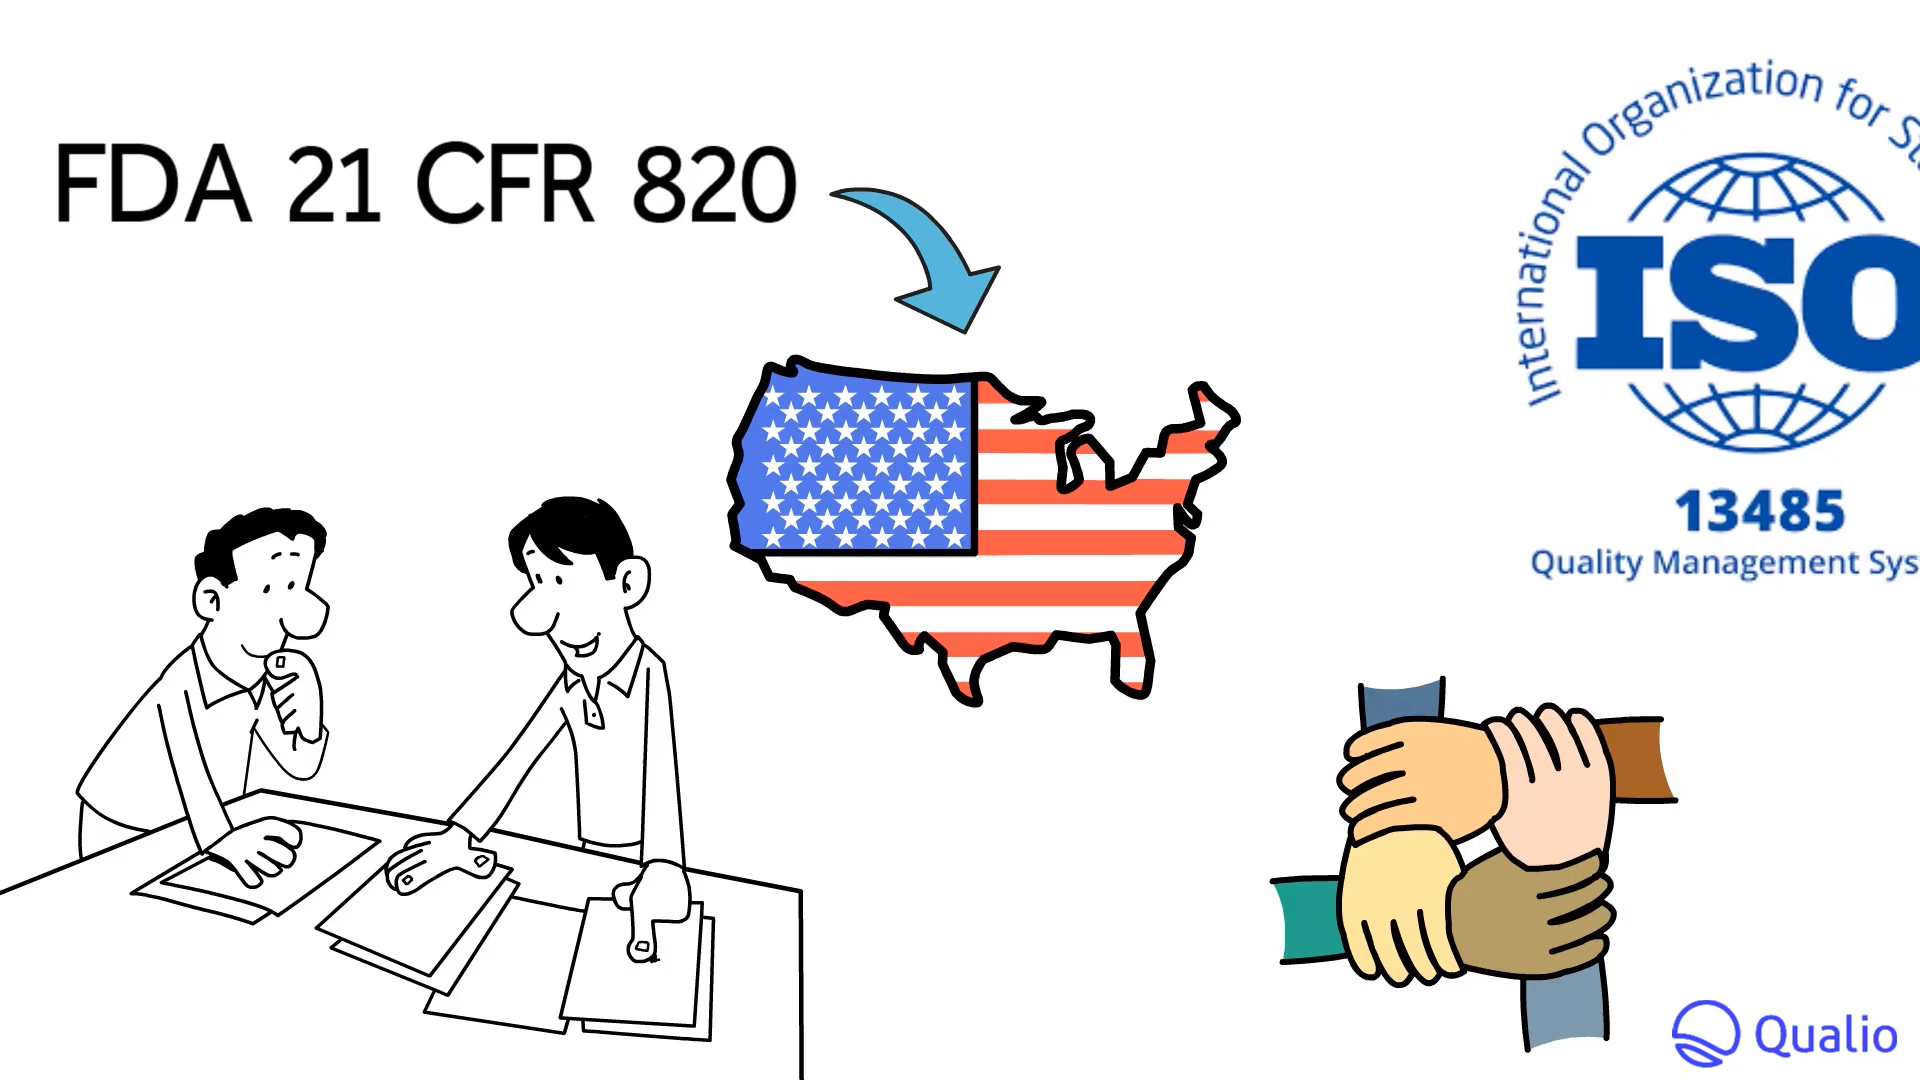 FDA 21 CFR 820
International Organization for
ISO
13485
Quality Management Sys
Qualio